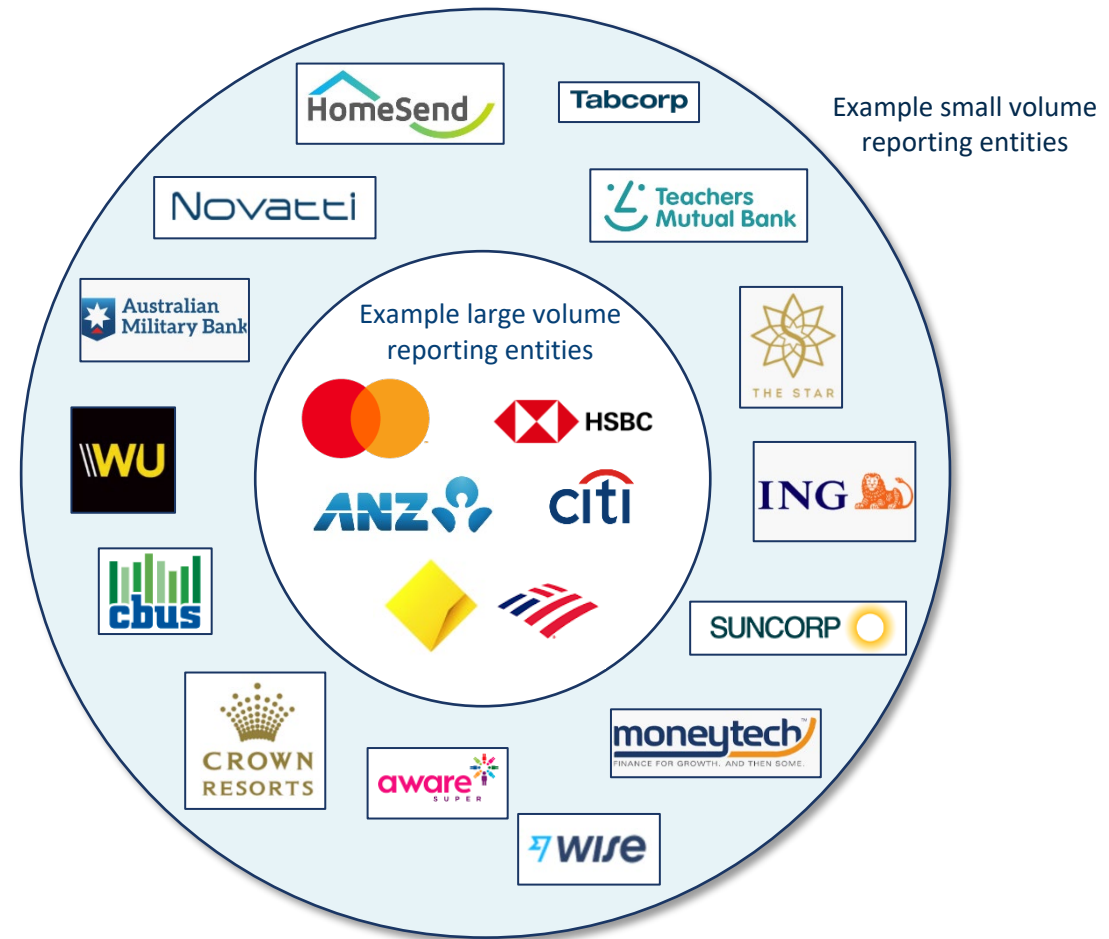 HomeSend
Tabcorp
Example small volume
reporting entities
Novatti
Teachers
Mutual Bank
Australian
Military Bank
Example large volume
reporting entities
THE STAR
HSBC
WU
ANZ
citi
ING
cbus
SUNCORP
CROWN
RESORTS
moneytech
FINANCE FOR GROWTH. AND THEN SOME.
aware
SUPER
wise